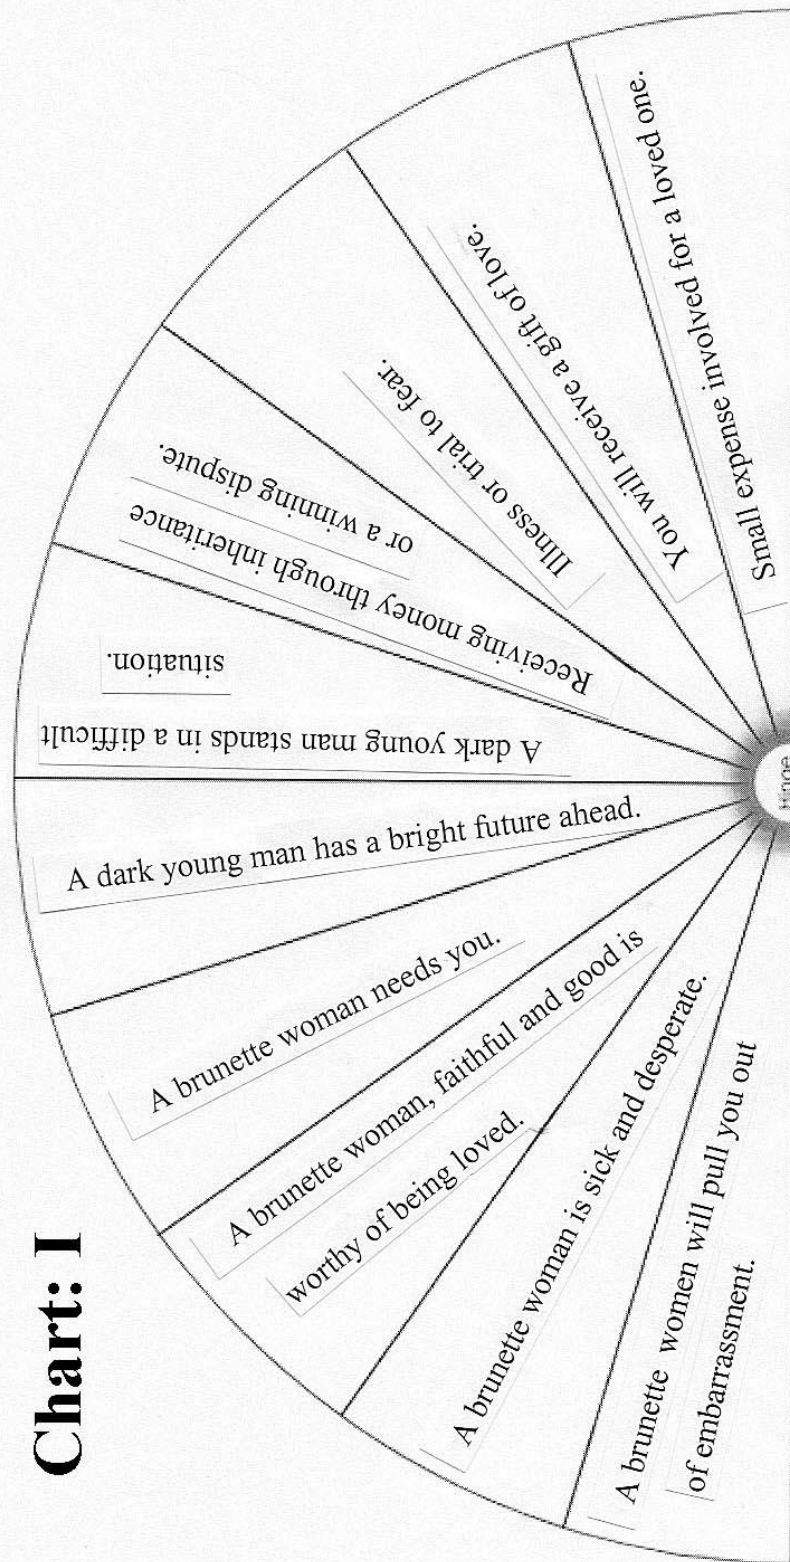 Chart: I
Small expense involved for a loved one.
You will receive a gift of love.
Illness or trial to fear.
Receiving money through inheritance
or a winning dispute.
A dark young man stands in a difficult
situation.
A dark young man has a bright future ahead.
A brunette woman needs you.
A brunette woman, faithful and good is
worthy of being loved.
A brunette woman is sick and desperate.
A brunette women will pull you out
of embarrassment.
Hinge